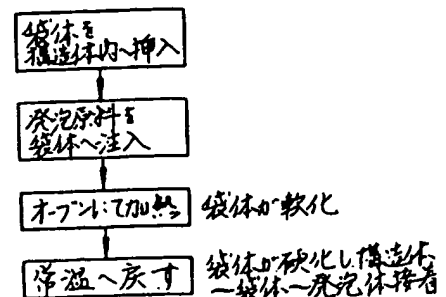 袋体を
構造体内へ挿入
発泡原料を
袋体へ注入
オーブンにて加熱
袋体が軟化
常温へ戻す
袋体が硬化し構造体
〜袋体〜発泡体接着